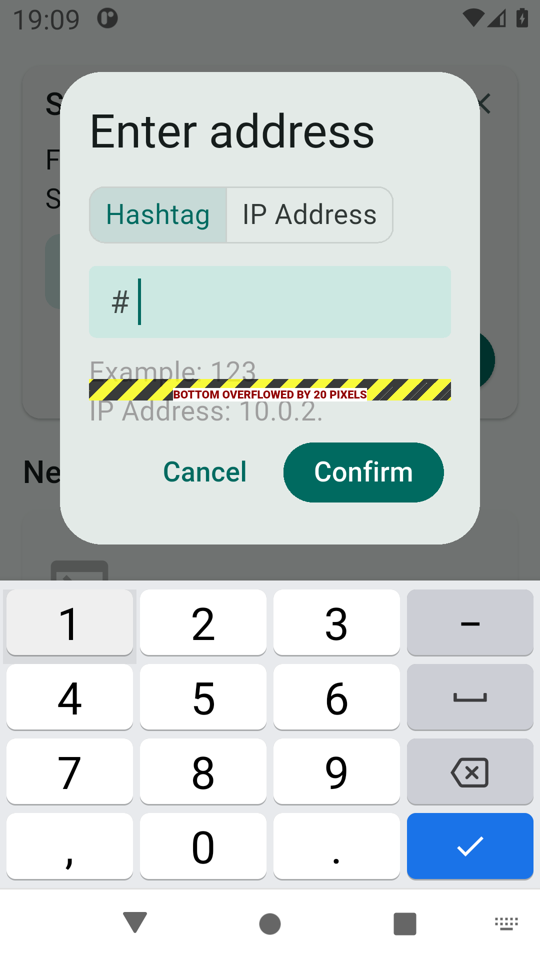 19:09
S
Enter address
F
S
Hashtag
IP Address
#
Example: 123
BOTTOM OVERFLOWED BY 20 PIXELS
IP Address: 10.0.2.
Cancel
Confirm
Ne
1
2
3
–
4
5
6
7
8
9
,
0
.